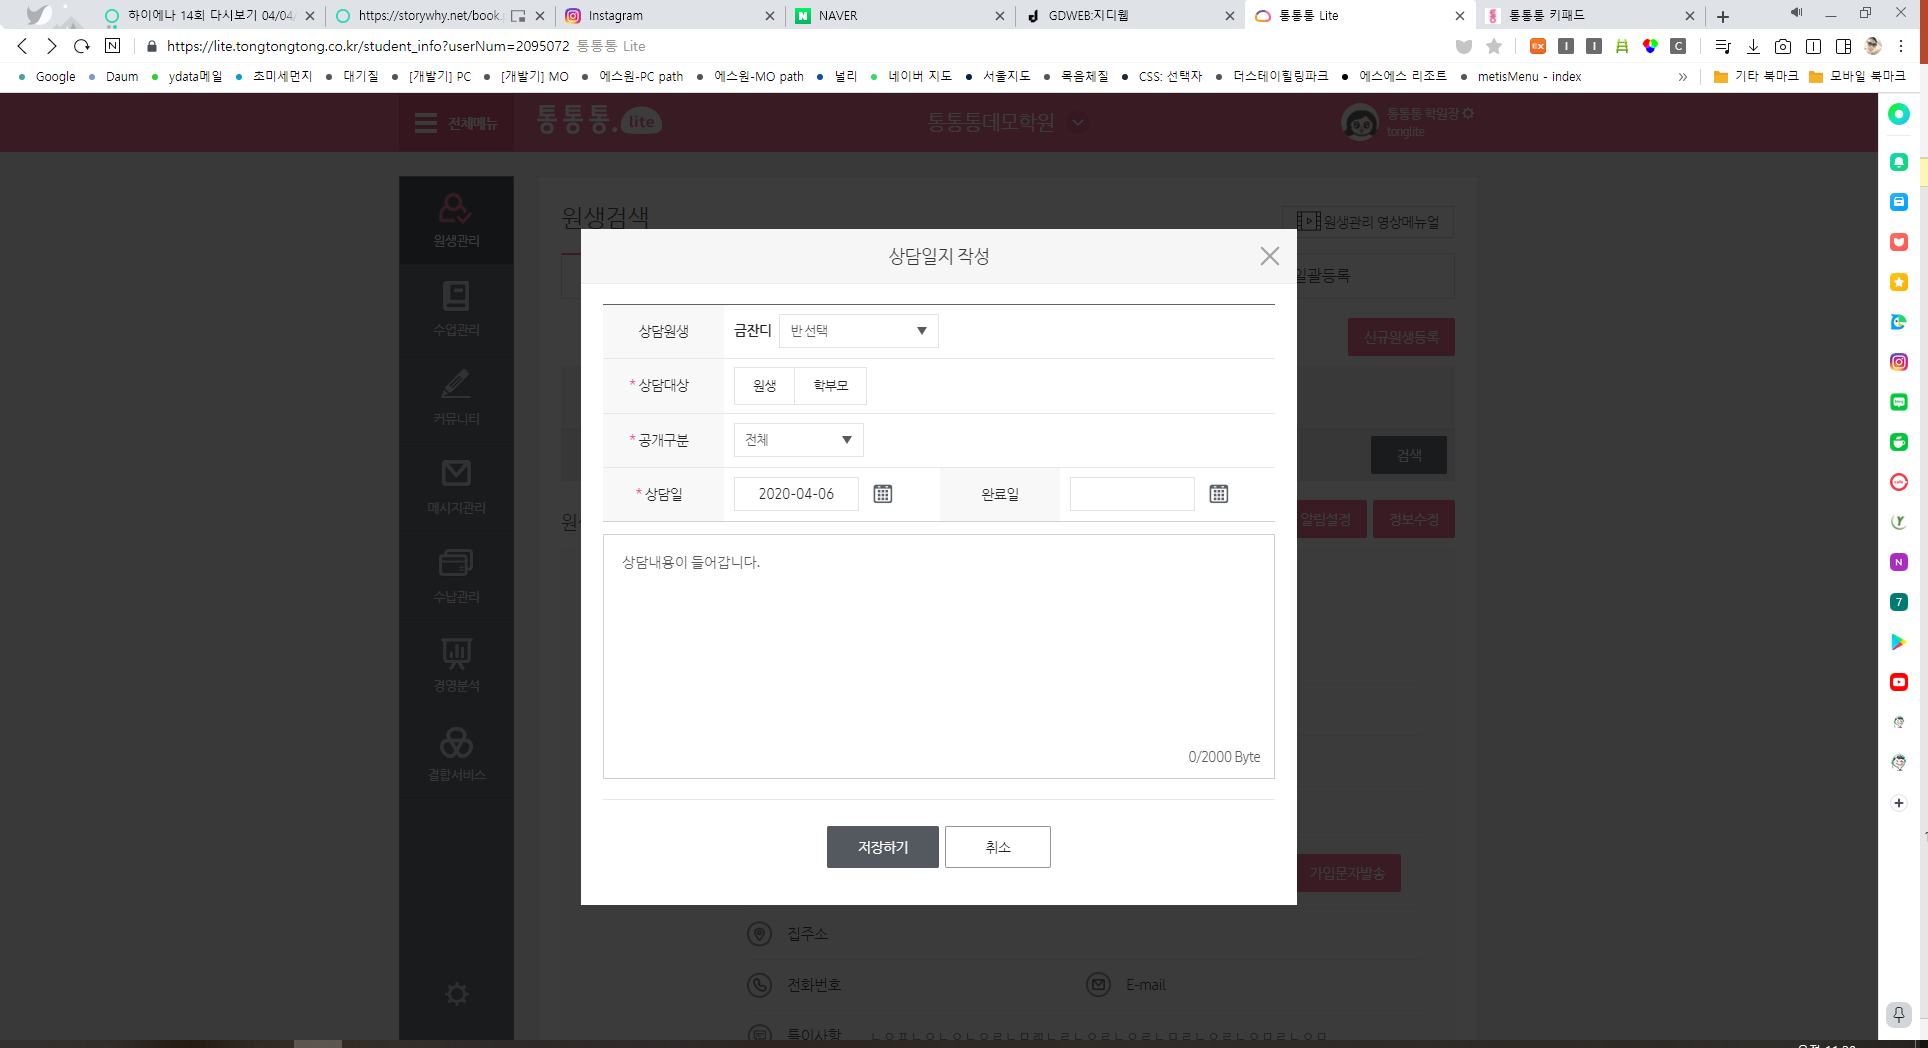 하이에나 14회 다시보기 04/04/
https://storywhy.net/book.
Instagram
NAVER
GDWEB:지디웹
통통통 Lite
통통통 키패드
https://lite.tongtongtong.co.kr/student_info?userNum=2095072 통통통 Lite
Google
Daum
ydata메일
초미세먼지
대기질
[개발기] PC
[개발기] MO
에스원-PC path
에스원-MO path
널리
네이버 지도
서울지도
목음체질
CSS: 선택자
더스테이힐링파크
에스에스 리조트
metisMenu - index
기타 북마크
모바일 북마크
전체메뉴
통통통.lite
통통통데모학원
통통통 학원장
tonglite
원생관리
수업관리
커뮤니티
메시지관리
수납관리
경영분석
결합서비스
원생검색
원생관리 영상메뉴얼
일괄등록
신규원생등록
검색
알림설정
정보수정
가입문자발송
상담일지 작성
상담원생
금잔디
반선택
* 상담대상
원생
학부모
* 공개구분
전체
* 상담일
2020-04-06
완료일
상담내용이 들어갑니다.
0/2000 Byte
저장하기
취소
집주소
전화번호
E-mail
특이사항